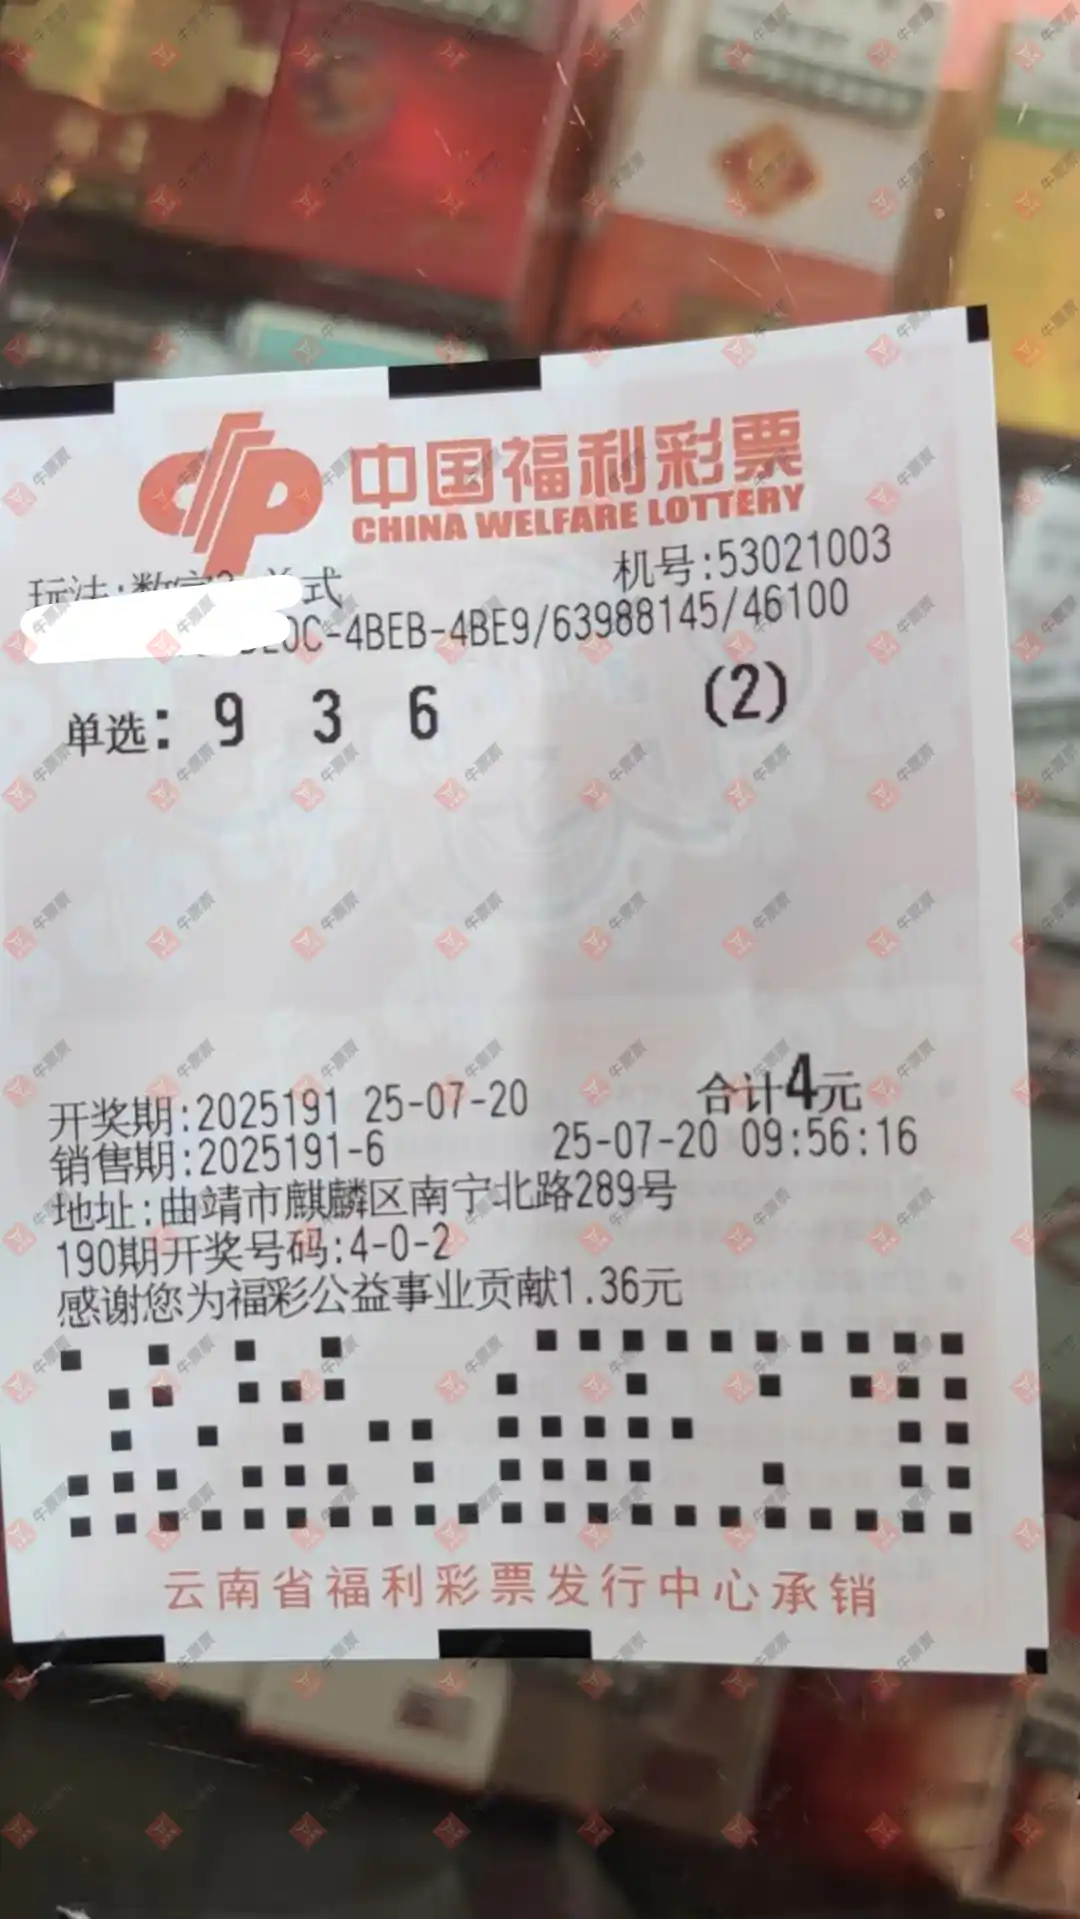 中国福利彩票
CHINA WELFARE LOTTERY
玩法: 式 机号:53021003
0C-4BEB-4BE9/63988145/46100
单选: 9 3 6 (2)
开奖期:2025191 25-07-20 合计4元
销售期:2025191-6 25-07-20 09:56:16
地址:曲靖市麒麟区南宁北路289号
190期开奖号码:4-0-2
感谢您为福彩公益事业贡献1.36元
云南省福利彩票发行中心承销
牛票票